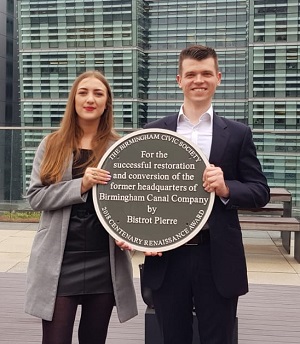 THE BIRMINGHAM CIVIC SOCIETY
For the
successful restoration
and conversion of the
former headquarters of
Birmingham Canal Company
by
Bistrot Pierre
2018 CENTENARY RENAISSANCE AWARD